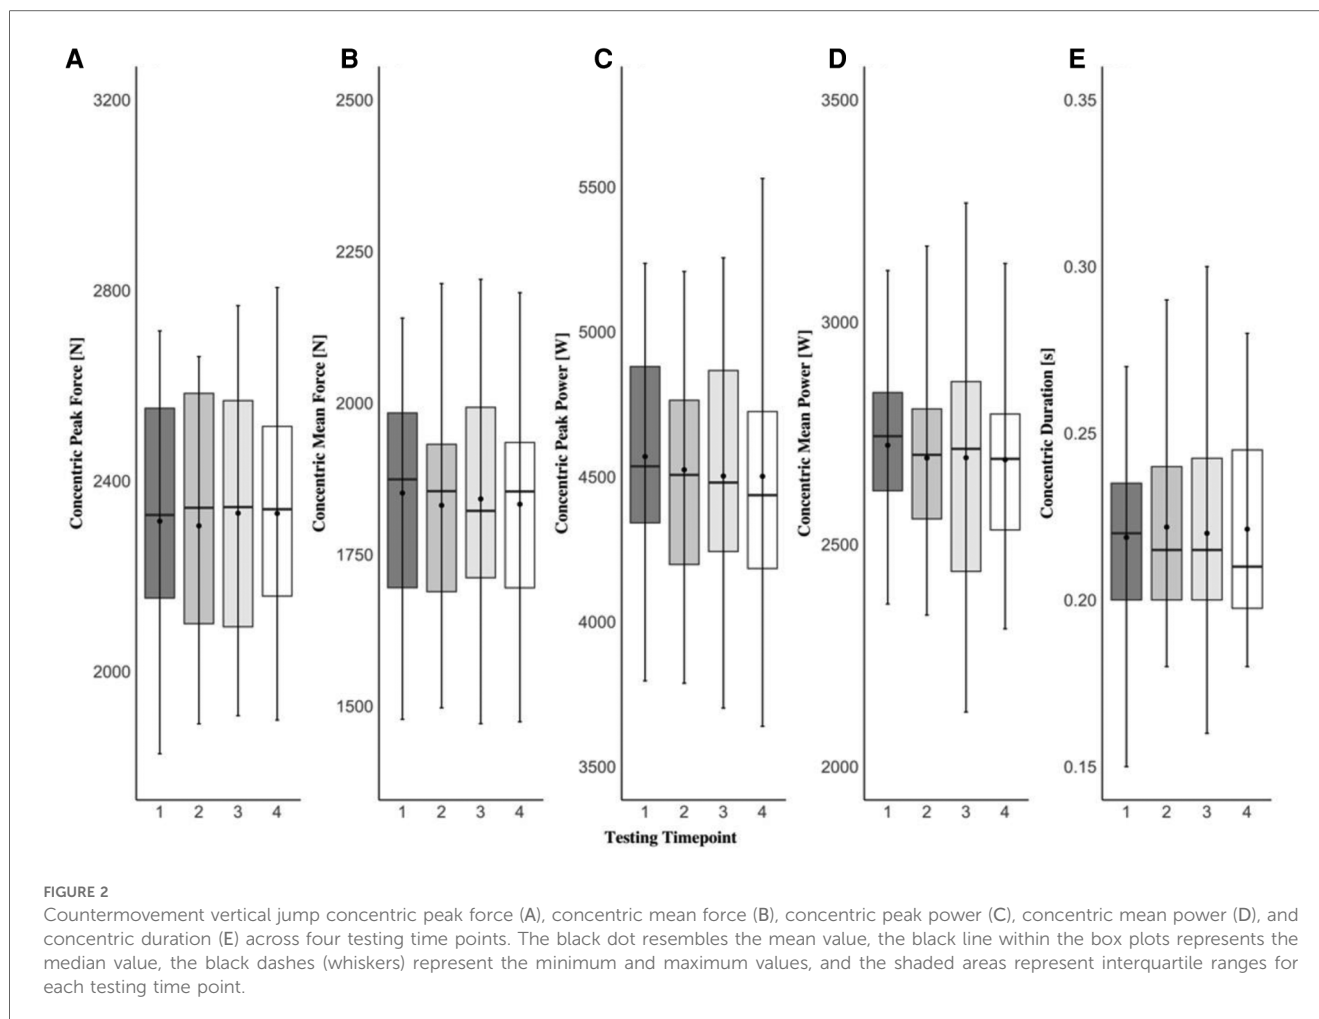 A B C D E
3200 2500 3500 0.35
5500
2250 0.30
2800
5000 3000
2000 0.25
2400 4500
1750 2500
0.20
4000
2000
1500
3500 2000 0.15
Concentric Peak Force [N]
Concentric Mean Force [N]
Concentric Peak Power [W]
Concentric Mean Power [W]
Concentric Duration [s]
1 2 3 4 1 2 3 4 1 2 3 4 1 2 3 4 1 2 3 4
Testing Timepoint
FIGURE 2
Countermovement vertical jump concentric peak force (A), concentric mean force (B), concentric peak power (C), concentric mean power (D), and
concentric duration (E) across four testing time points. The black dot resembles the mean value, the black line within the box plots represents the
median value, the black dashes (whiskers) represent the minimum and maximum values, and the shaded areas represent interquartile ranges for
each testing time point.